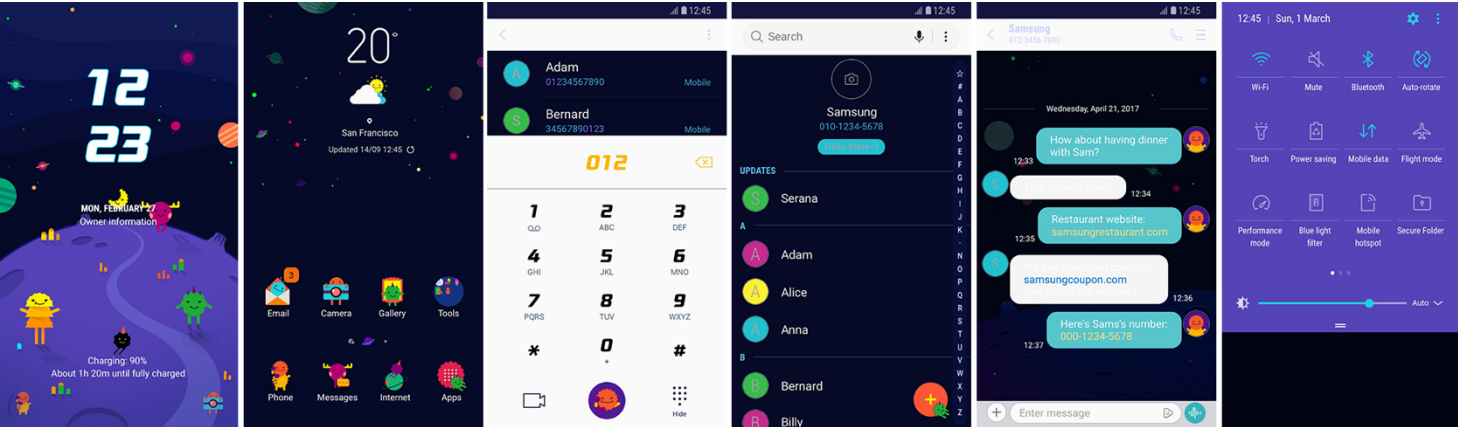 12
23
MON, FEBRUARY 27
Owner information
Charging: 90%
About 1h 20m until fully charged
20°
San Francisco
Updated 14/09 12:45
3
Email
Camera
Gallery
Tools
Phone
Messages
Internet
Apps
12:45
A
Adam
01234567890
Mobile
S
Bernard
34567890123
Mobile
012
1
2
ABC
3
DEF
4
GHI
5
JKL
6
MNO
7
PQRS
8
TUV
9
WXYZ
*
0
+
#
Hide
12:45
Search
Samsung
010-1234-5678
Hello there~!
UPDATES
S
Serana
A
A
Adam
A
Alice
A
Anna
B
B
Bernard
B
Billy
#
A
B
C
D
E
F
G
H
I
J
K
·
N
O
P
Q
R
S
T
U
V
W
X
Y
Z
12:45
Samsung
012-3456-7890
Wednesday, April 21, 2017
How about having dinner
with Sam?
12:33
S
12:34
Restaurant website:
samsungrestaurant.com
12:35
S
samsungcoupon.com
12:36
Here's Sams's number:
000-1234-5678
12:37
Enter message
12:45 | Sun, 1 March
Wi-Fi
Mute
Bluetooth
Auto-rotate
Torch
Power saving
Mobile data
Flight mode
Performance
mode
Blue light
filter
Mobile
hotspot
Secure Folder
Auto